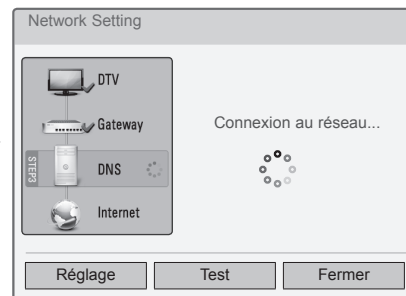 Network Setting
DTV
Gateway
Connexion au réseau...
STEP3
DNS
Internet
Réglage
Test
Fermer